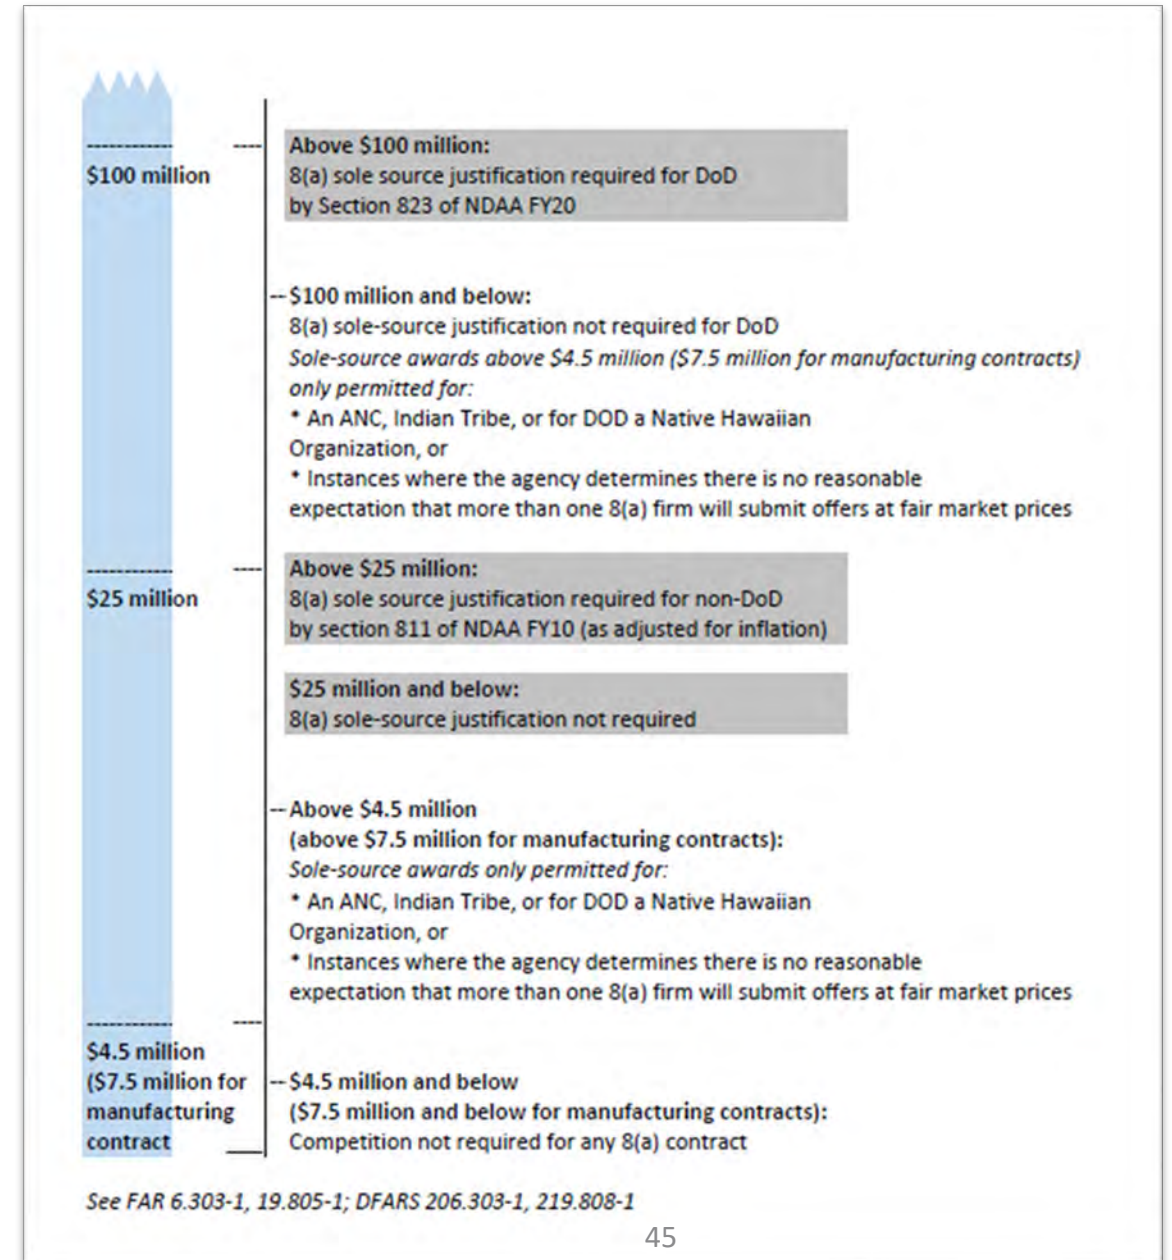 $100 million
Above $100 million:
8(a) sole source justification required for DoD
by Section 823 of NDAA FY20
$100 million and below:
8(a) sole-source justification not required for DoD
Sole-source awards above $4.5 million ($7.5 million for manufacturing contracts)
only permitted for:
* An ANC, Indian Tribe, or for DOD a Native Hawaiian
Organization, or
* Instances where the agency determines there is no reasonable
expectation that more than one 8(a) firm will submit offers at fair market prices
$25 million
Above $25 million:
8(a) sole source justification required for non-DoD
by section 811 of NDAA FY10 (as adjusted for inflation)
$25 million and below:
8(a) sole-source justification not required
Above $4.5 million
(above $7.5 million for manufacturing contracts):
Sole-source awards only permitted for:
* An ANC, Indian Tribe, or for DOD a Native Hawaiian
Organization, or
* Instances where the agency determines there is no reasonable
expectation that more than one 8(a) firm will submit offers at fair market prices
$4.5 million
($7.5 million for
manufacturing
contract
$4.5 million and below
($7.5 million and below for manufacturing contracts):
Competition not required for any 8(a) contract
See FAR 6.303-1, 19.805-1; DFARS 206.303-1, 219.808-1
45